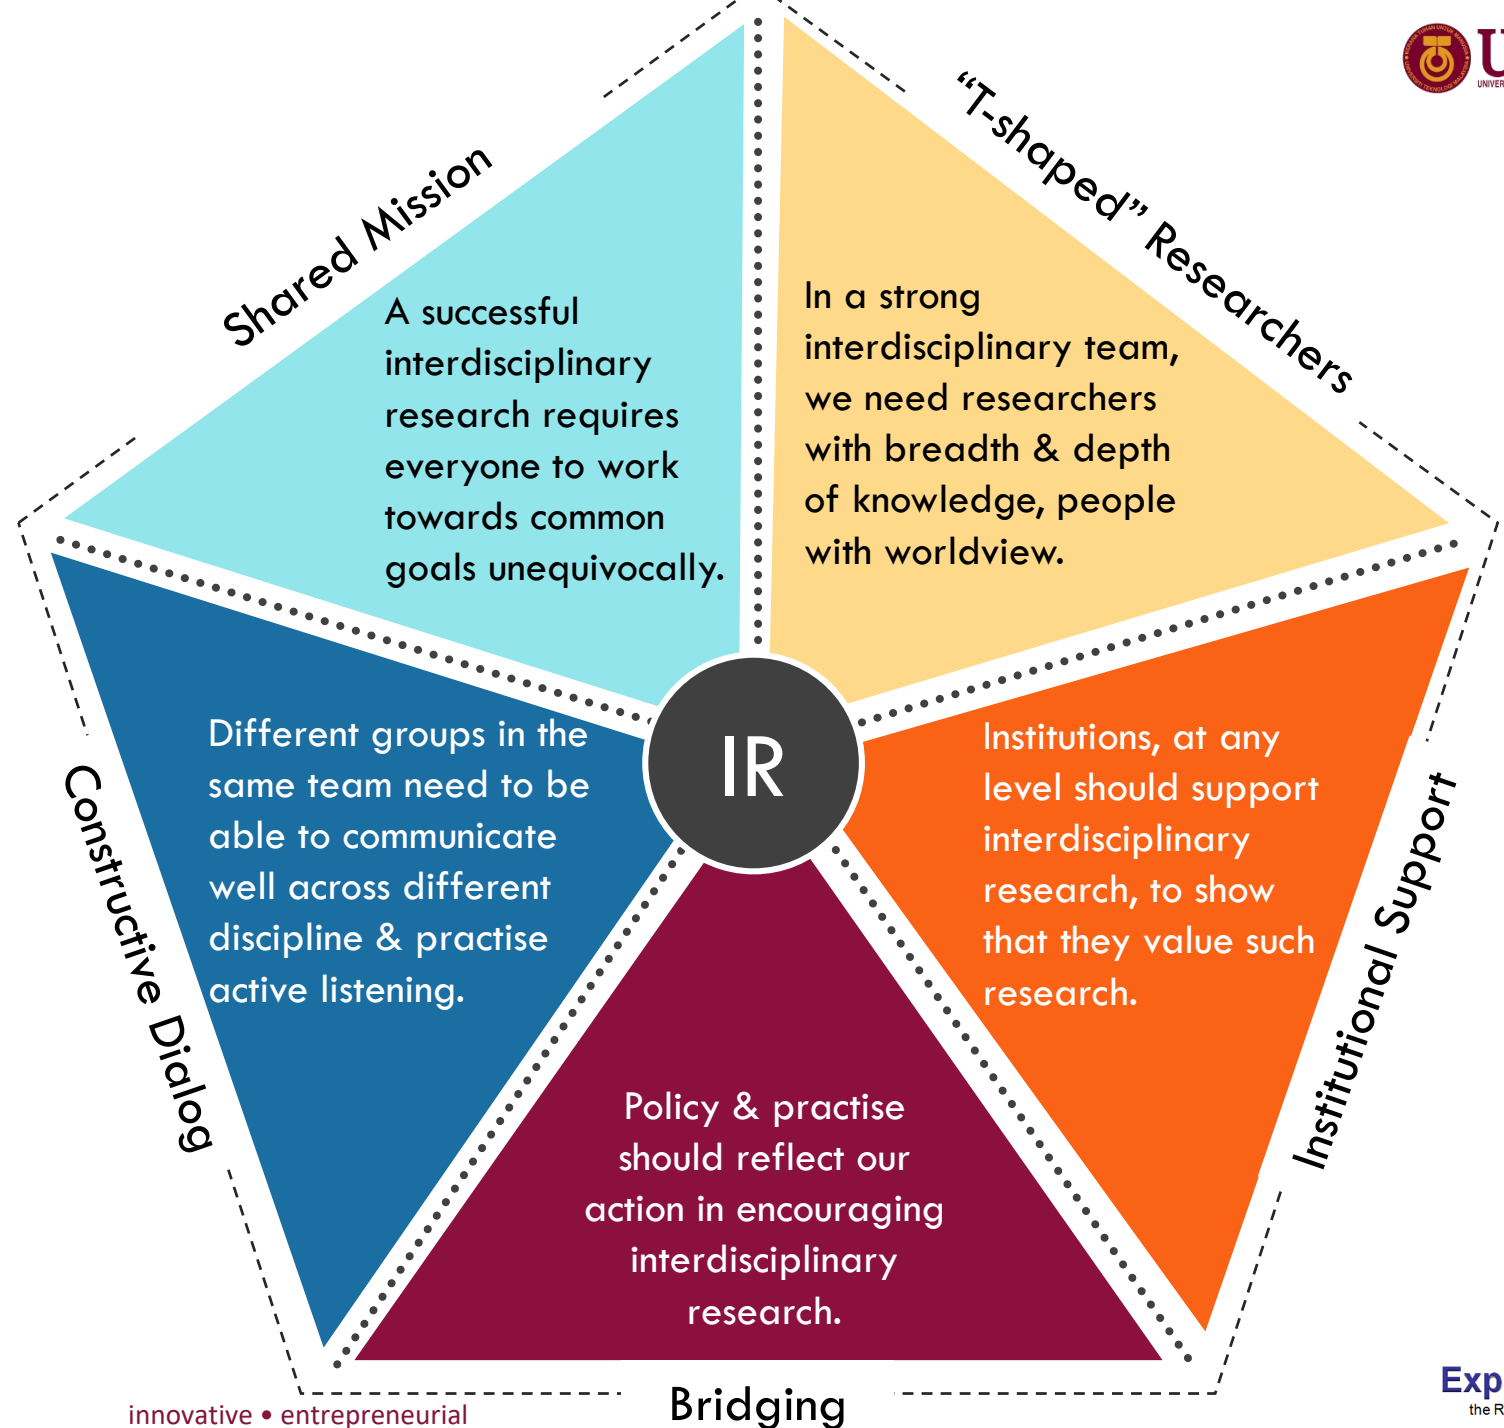 Shared Mission
A successful
interdisciplinary
research requires
everyone to work
towards common
goals unequivocally.
“T-shaped” Researchers
In a strong
interdisciplinary team,
we need researchers
with breadth & depth
of knowledge, people
with worldview.
Constructive Dialog
Different groups in the
same team need to be
able to communicate
well across different
discipline & practise
active listening.
IR
Institutional Support
Institutions, at any
level should support
interdisciplinary
research, to show
that they value such
research.
Policy & practise
should reflect our
action in encouraging
interdisciplinary
research.
Bridging
innovative • entrepreneurial